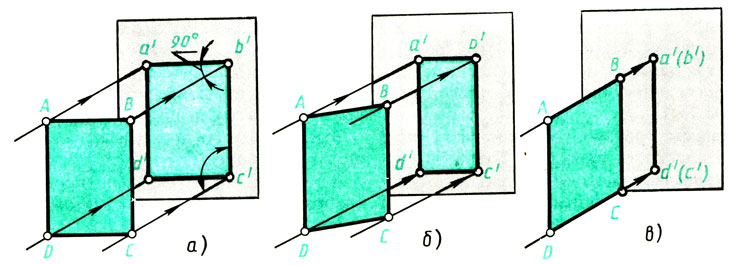 a' 90° b'
A B
d' c'
D C
а)
a' b'
A B
d' c'
D C
б)
B a'(b')
A
d'(c')
C
D
в)